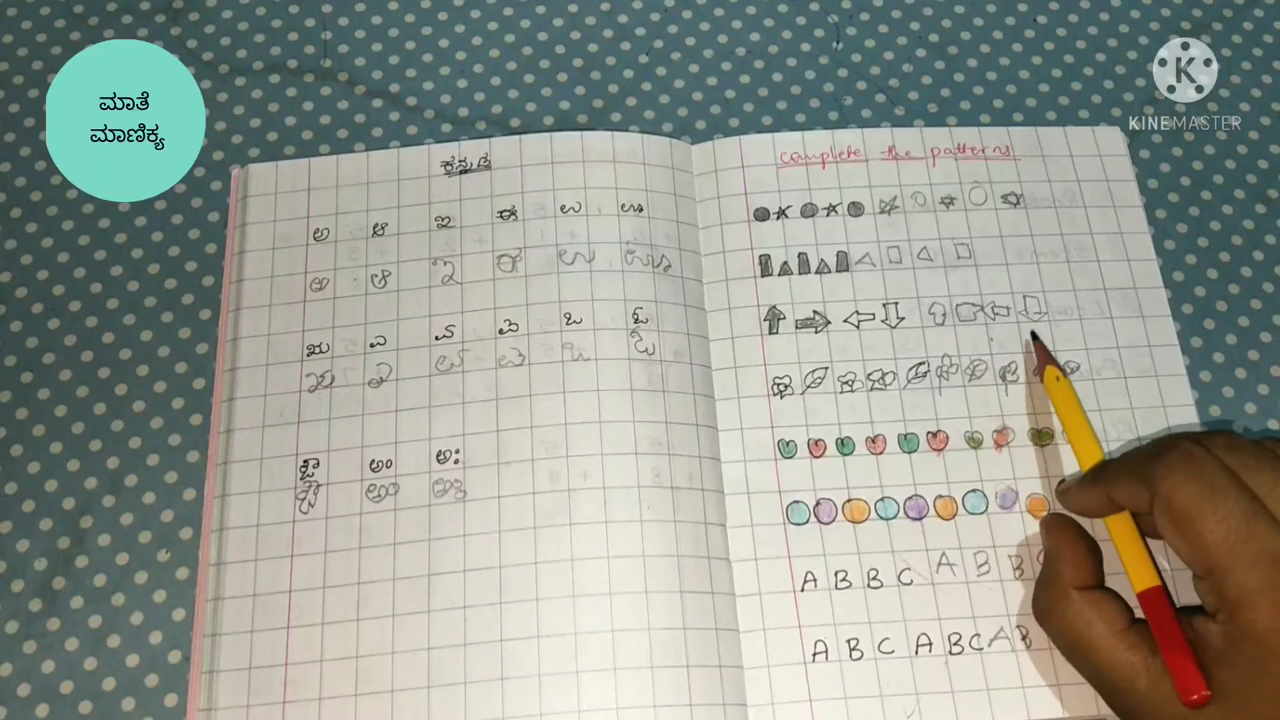 ಮಾತೆ
ಮಾಣಿಕ್ಯ
KINEMASTER
ಕನ್ನಡ
ಅ ಆ ಇ ಈ ಉ ಊ
ಅ ಆ ಇ ಈ ಉ ಊ
ಋ ಎ ಏ ಐ ಒ ಓ
ಋ ಎ ಏ ಐ ಒ ಓ
ಔ ಅಂ ಅಃ
ಔ ಅಂ ಅಃ
complete the patterns
A B B C A B B C
A B C A B C A B